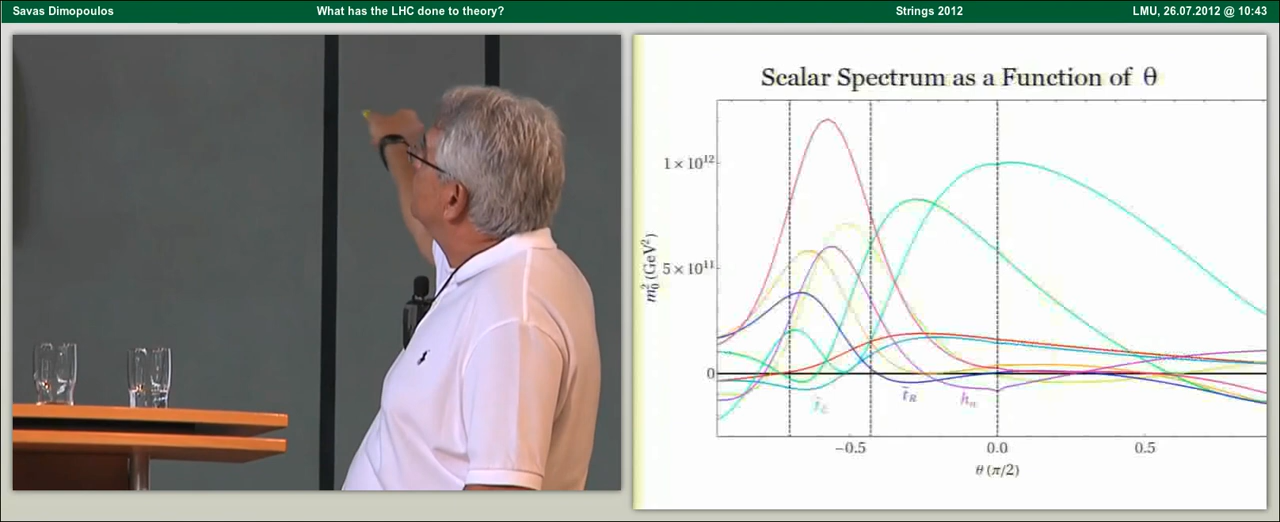 Savas Dimopoulos
What has the LHC done to theory?
Strings 2012
LMU, 26.07.2012 @ 10:43
Scalar Spectrum as a Function of θ
1 × 10¹²
5 × 10¹¹
0
m₀² (GeV²)
t̃_R
-0.5
0.0
0.5
θ (π/2)